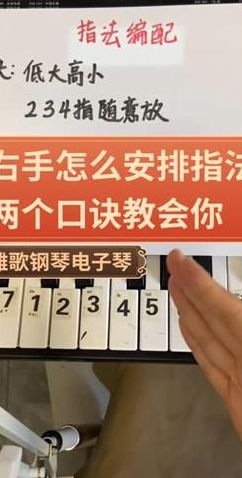 指法编配
夬: 低大高小
234指随意放
右手怎么安排指法
两个口诀教会你
雅歌钢琴电子琴
7 1 2 3 4 5